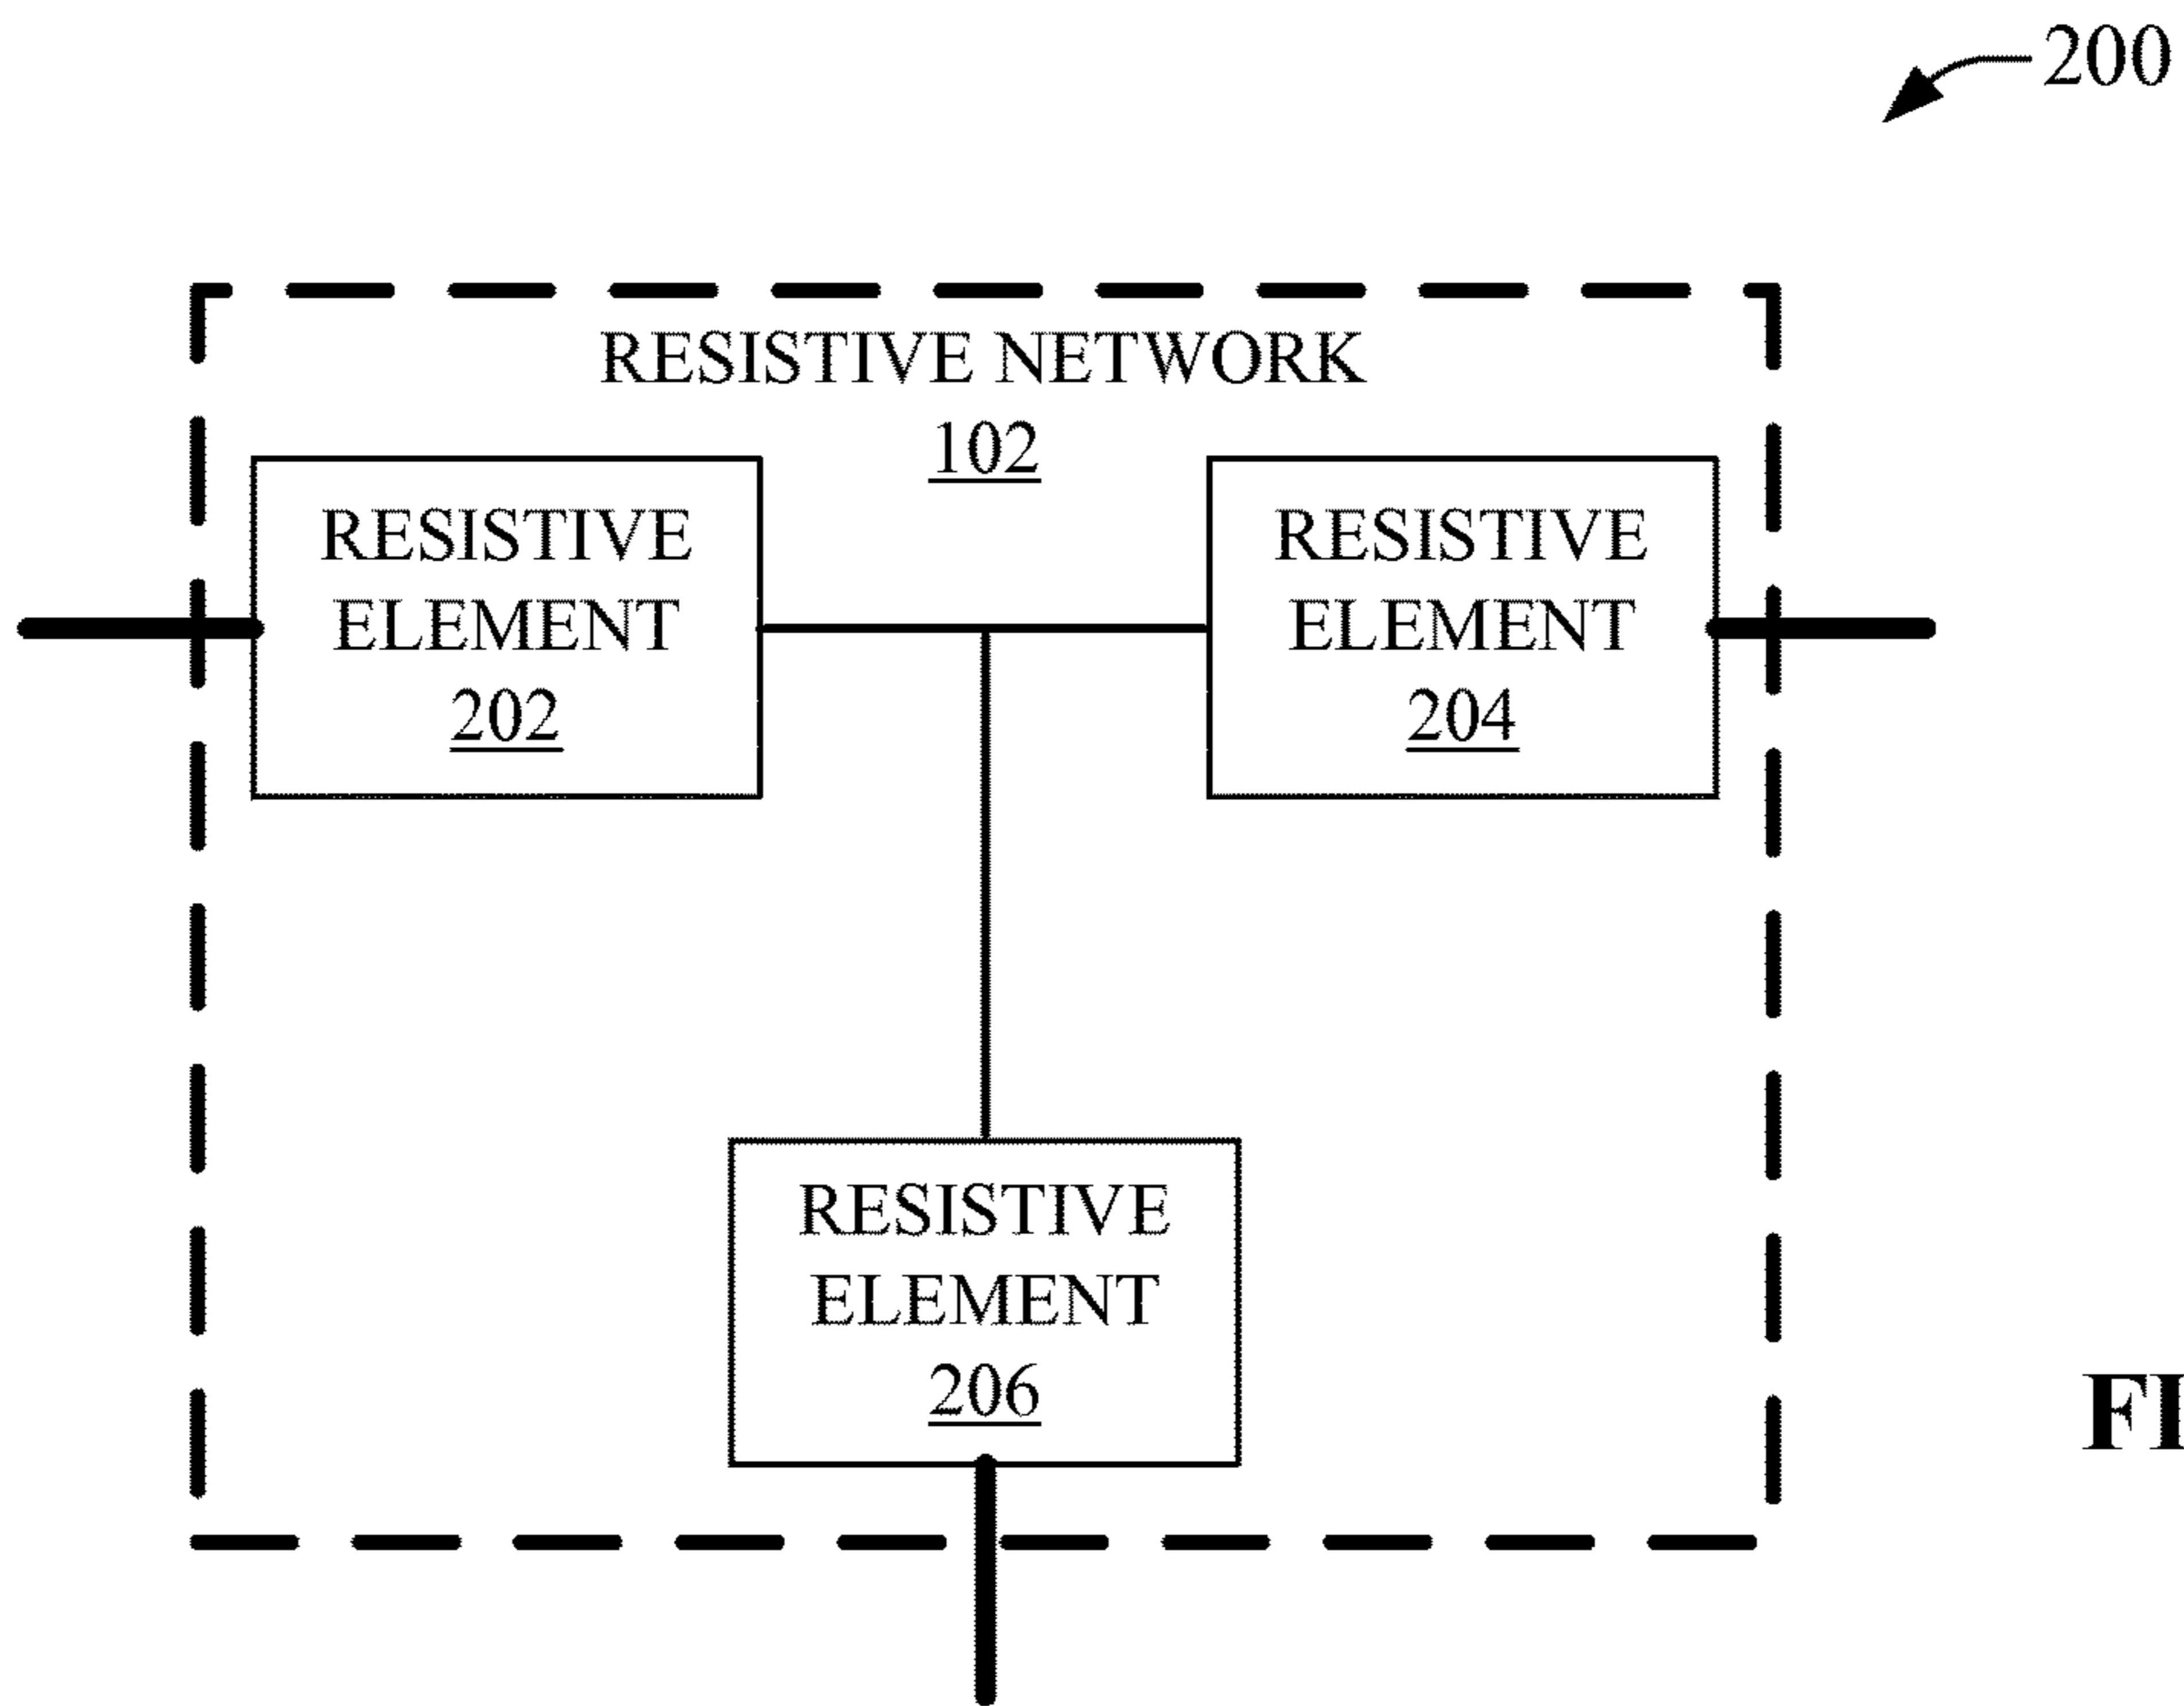 200
RESISTIVE NETWORK
102
RESISTIVE
ELEMENT
202
RESISTIVE
ELEMENT
204
RESISTIVE
ELEMENT
206